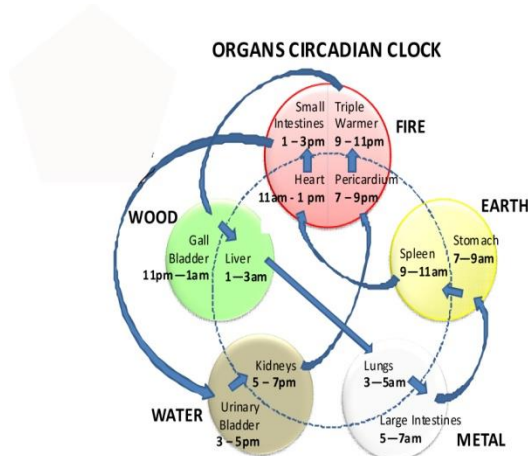 ORGANS CIRCADIAN CLOCK
Small
Intestines
1 – 3pm
Triple
Warmer
9 – 11pm
FIRE
Heart
11am - 1 pm
Pericardium
7 – 9pm
WOOD
Gall
Bladder
11pm—1am
Liver
1—3am
EARTH
Stomach
7—9am
Spleen
9—11am
Kidneys
5 – 7pm
Urinary
Bladder
3 – 5pm
WATER
Lungs
3—5am
Large Intestines
5—7am
METAL